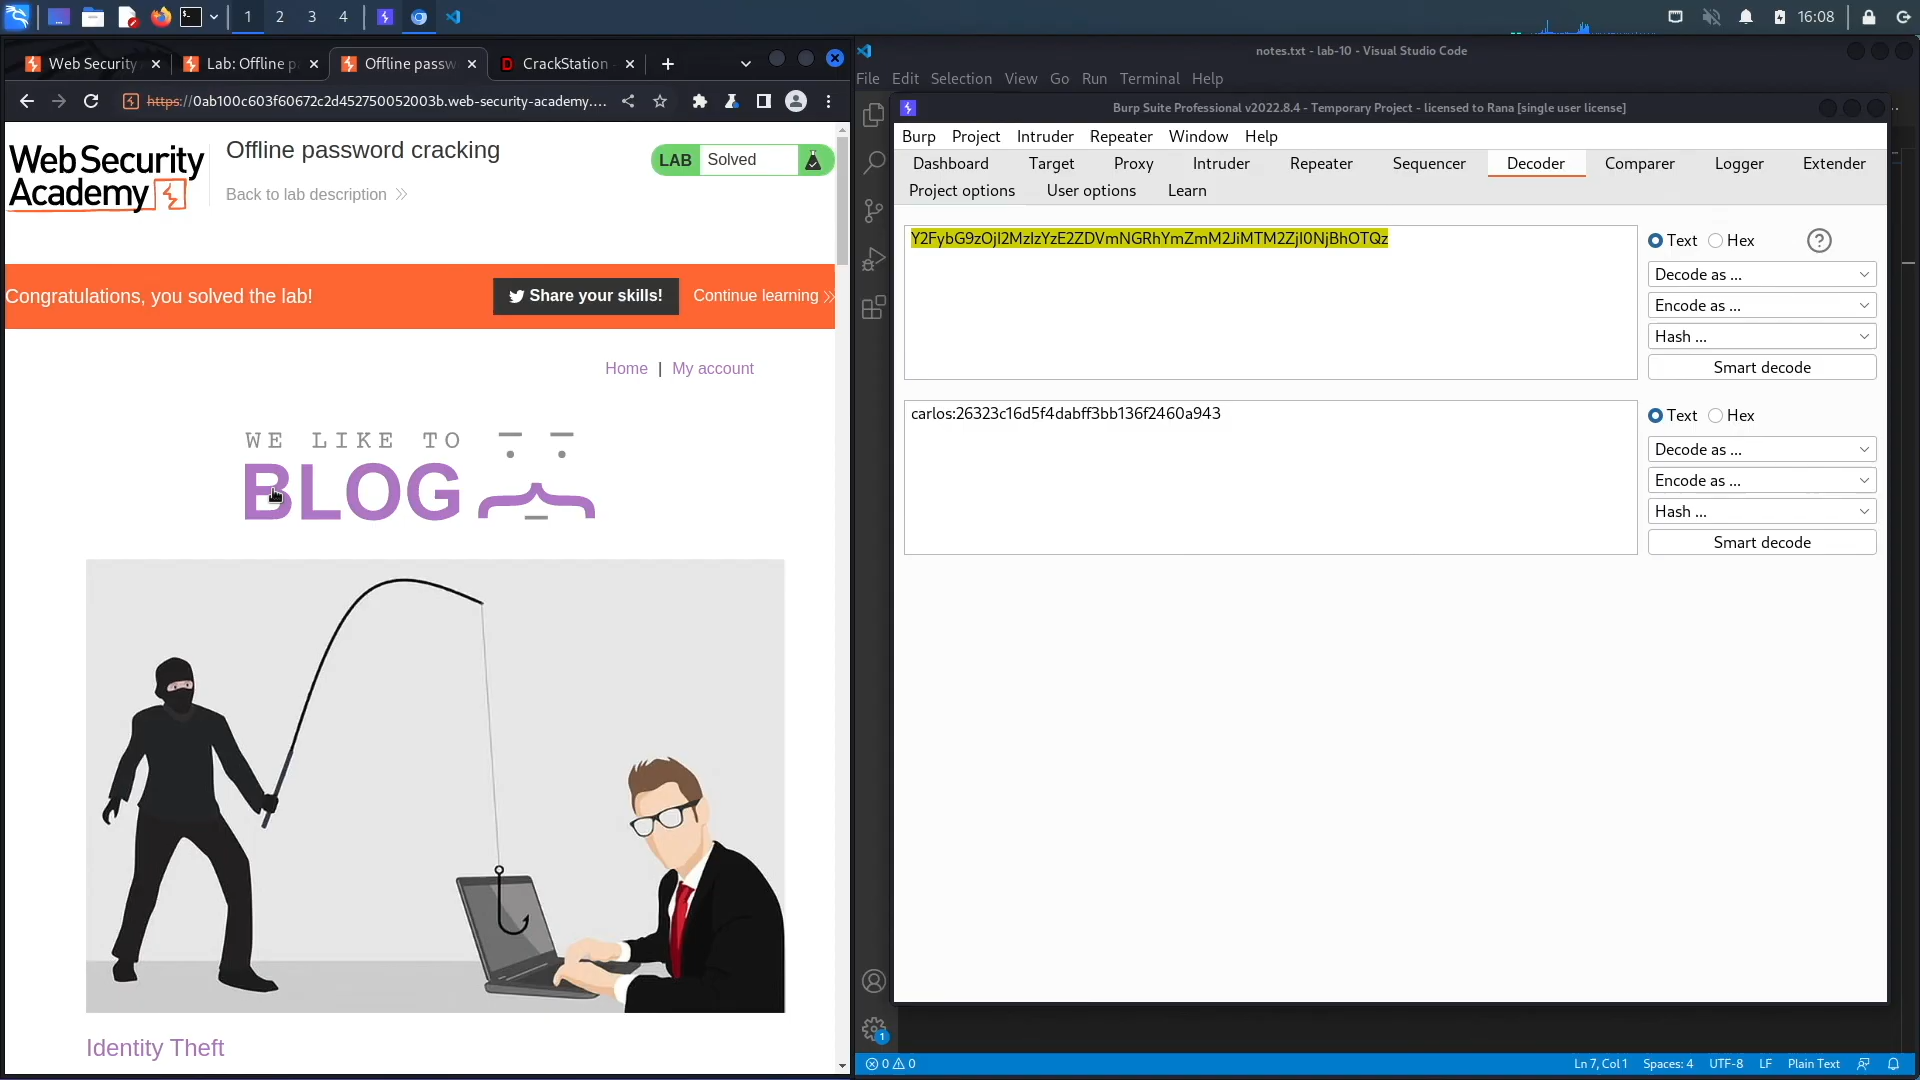 1 2 3 4
16:08
Web Security
Lab: Offline p
Offline passw
CrackStation
https://0ab100c603f60672c2d452750052003b.web-security-academy....
WebSecurity
Academy
Offline password cracking
Back to lab description
LAB Solved
Congratulations, you solved the lab!
Share your skills!
Continue learning
Home | My account
WE LIKE TO
BLOG
Identity Theft
notes.txt - lab-10 - Visual Studio Code
File Edit Selection View Go Run Terminal Help
Burp Suite Professional v2022.8.4 - Temporary Project - licensed to Rana [single user license]
Burp Project Intruder Repeater Window Help
Dashboard Target Proxy Intruder Repeater Sequencer Decoder Comparer Logger Extender
Project options User options Learn
Y2FybG9zOjI2MzIzYzE2ZDVmNGRhYmZmM2JiMTM2ZjI0NjBhOTQz
Text Hex
Decode as ...
Encode as ...
Hash ...
Smart decode
carlos:26323c16d5f4dabff3bb136f2460a943
Text Hex
Decode as ...
Encode as ...
Hash ...
Smart decode
1
0 0
Ln 7, Col 1 Spaces: 4 UTF-8 LF Plain Text